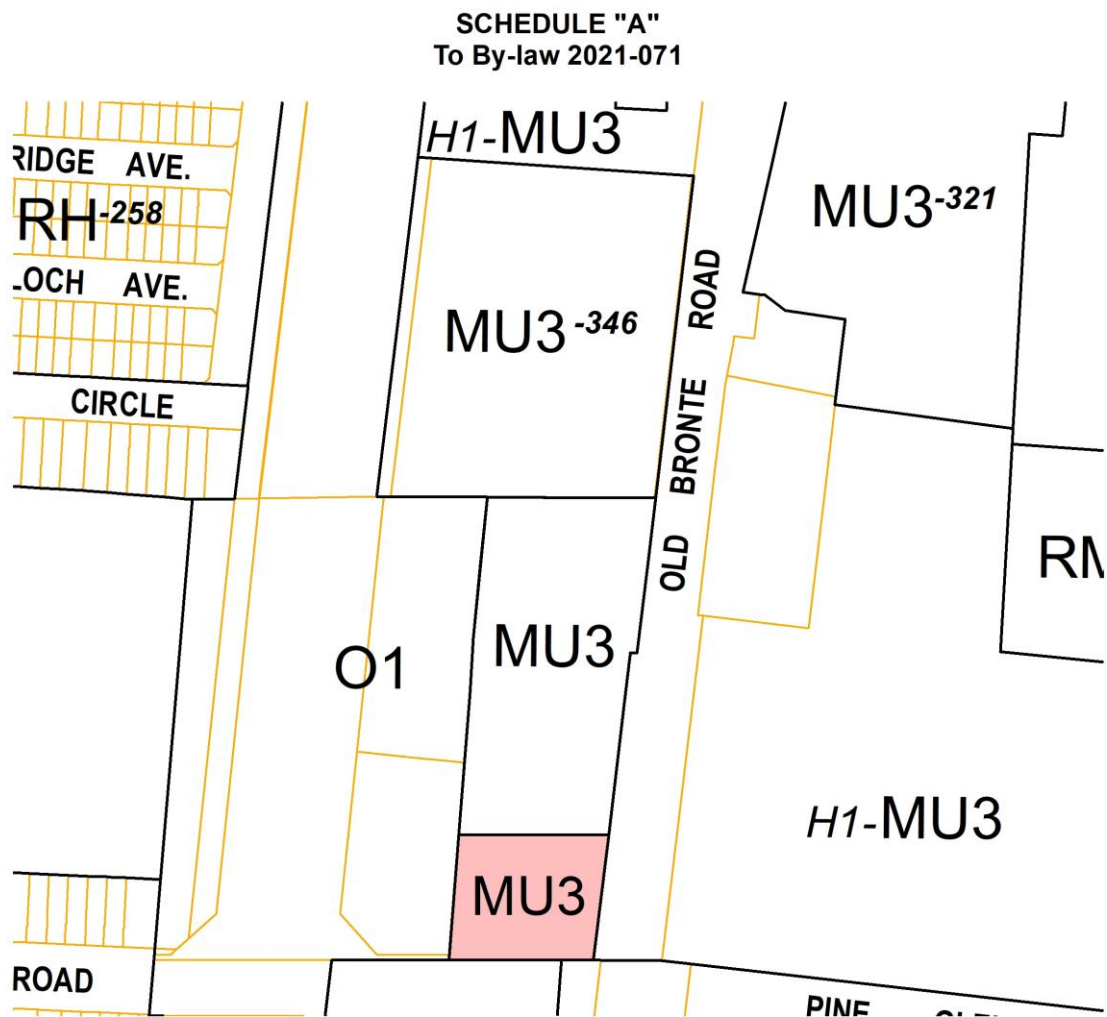 SCHEDULE "A"
To By-law 2021-071
H1-MU3
RIDGE AVE.
RH-258
MU3-321
LOCH AVE.
MU3-346
CIRCLE
OLD BRONTE ROAD
RM
MU3
O1
H1-MU3
MU3
ROAD
PINE